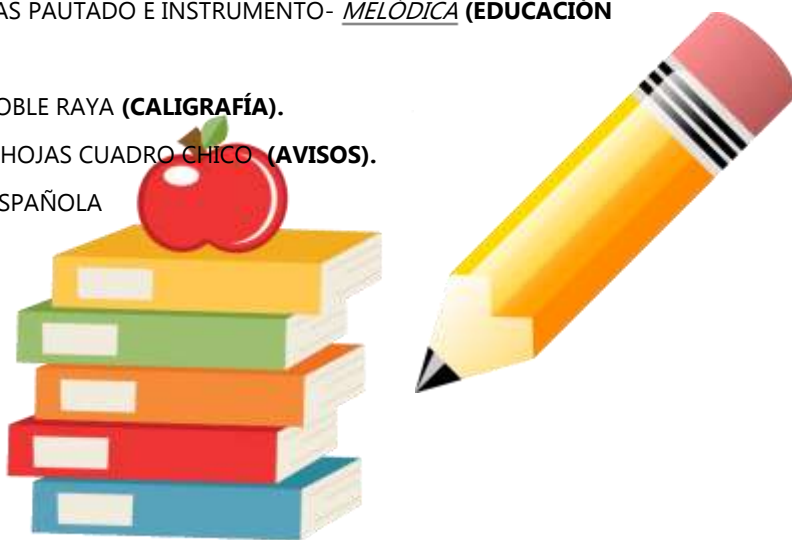 AS PAUTADO E INSTRUMENTO- MELÓDICA (EDUCACIÓN
OBLE RAYA (CALIGRAFÍA).
HOJAS CUADRO CHICO (AVISOS).
SPAÑOLA